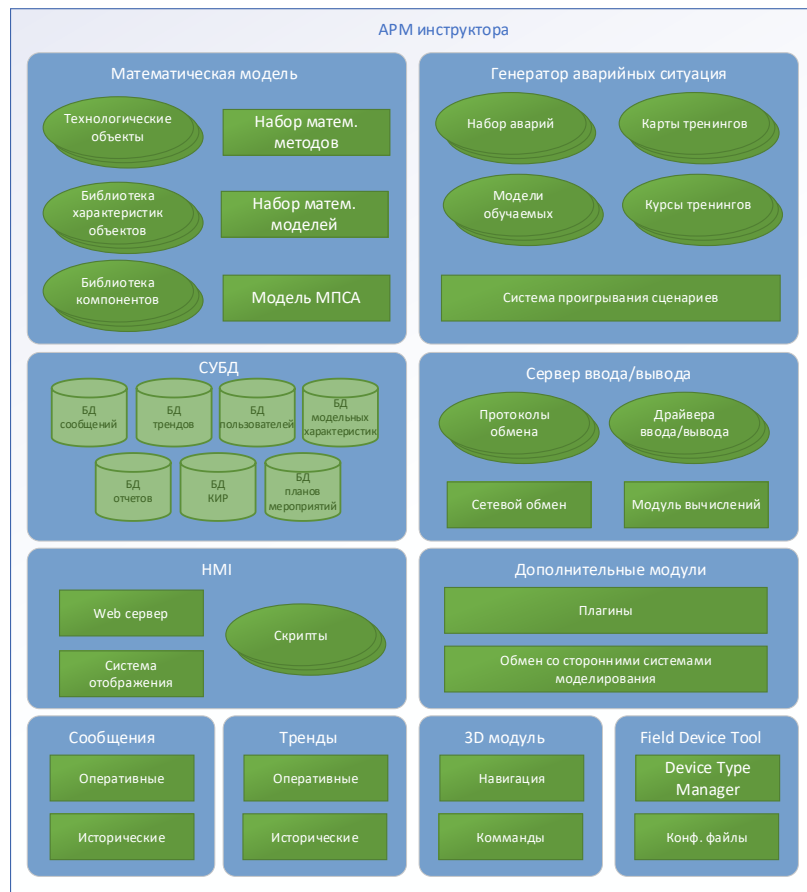 АРМ инструктора
Математическая модель
Технологические
объекты
Набор матем.
методов
Библиотека
характеристик
объектов
Набор матем.
моделей
Библиотека
компонентов
Модель МПСА
Генератор аварийных ситуация
Набор аварий
Карты тренингов
Модели
обучаемых
Курсы тренингов
Система проигрывания сценариев
СУБД
БД
сообщений
БД
трендов
БД
пользователей
БД
модельных
характеристик
БД
отчетов
БД
КИР
БД
планов
мероприятий
Сервер ввода/вывода
Протоколы
обмена
Драйвера
ввода/вывода
Сетевой обмен
Модуль вычислений
HMI
Web сервер
Скрипты
Система
отображения
Дополнительные модули
Плагины
Обмен со сторонними системами
моделирования
Сообщения
Оперативные
Исторические
Тренды
Оперативные
Исторические
3D модуль
Навигация
Комманды
Field Device Tool
Device Type
Manager
Конф. файлы